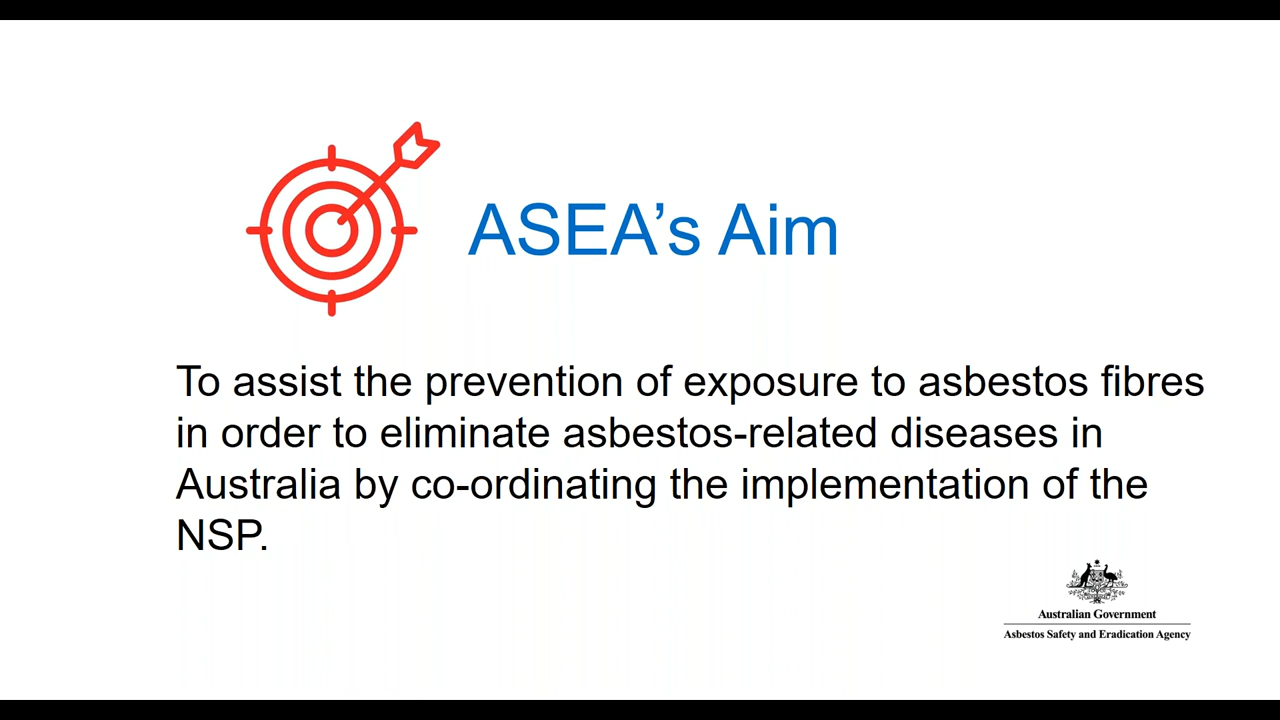 ASEA’s Aim
To assist the prevention of exposure to asbestos fibres
in order to eliminate asbestos-related diseases in
Australia by co-ordinating the implementation of the
NSP.
Australian Government
Asbestos Safety and Eradication Agency